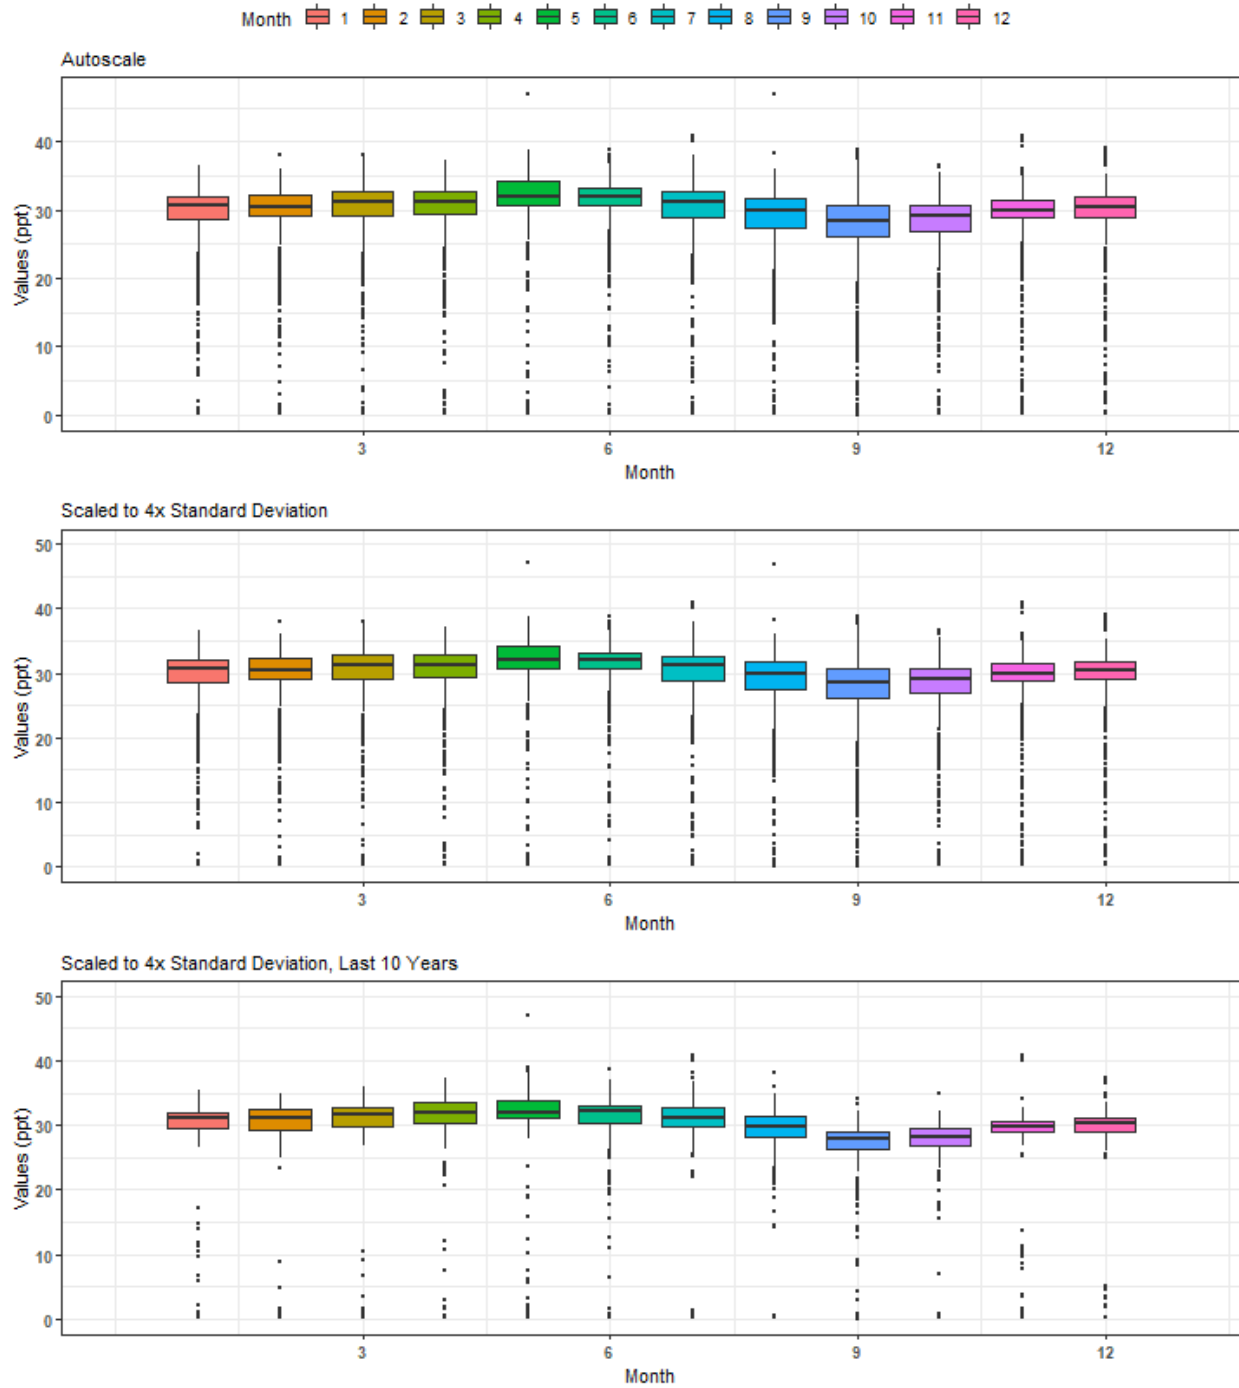 Month 1 2 3 4 5 6 7 8 9 10 11 12
Autoscale
Values (ppt)
40
30
20
10
0
3 6 9 12
Month
Scaled to 4x Standard Deviation
Values (ppt)
50
40
30
20
10
0
3 6 9 12
Month
Scaled to 4x Standard Deviation, Last 10 Years
Values (ppt)
50
40
30
20
10
0
3 6 9 12
Month